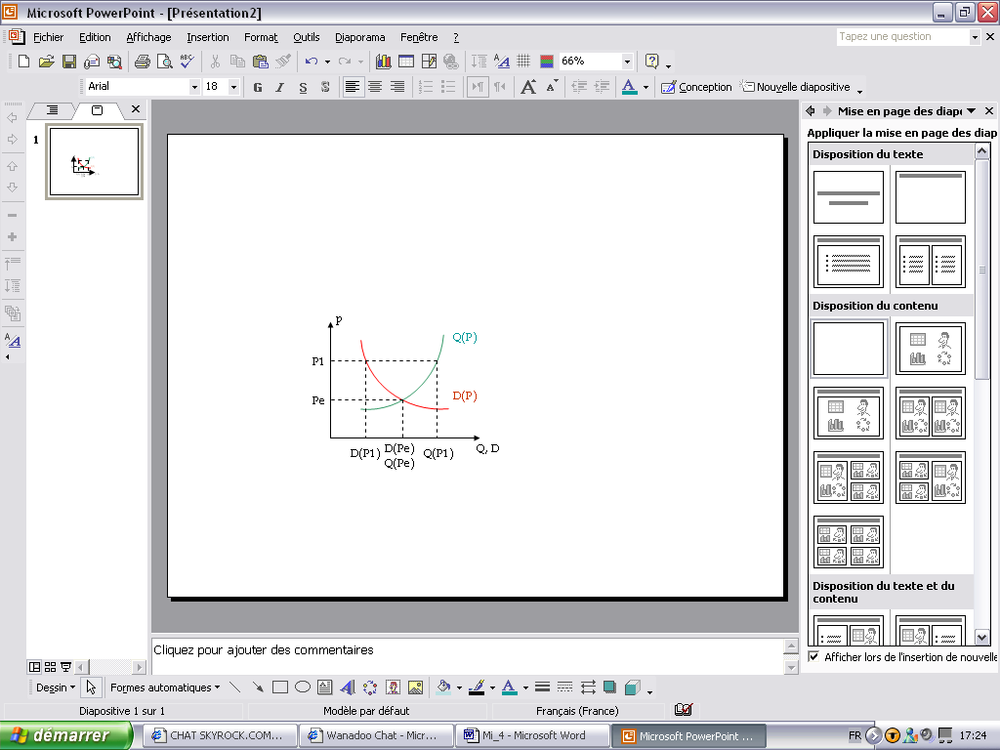 Microsoft PowerPoint - [Présentation2]
Fichier Edition Affichage Insertion Format Outils Diaporama Fenêtre ?
Tapez une question
66%
Arial 18 G I S S Conception Nouvelle diapositive
Mise en page des diap
1
Appliquer la mise en page des diap
Disposition du texte
Disposition du contenu
Disposition du texte et du
contenu
P
Q(P)
P1
D(P)
Pe
D(P1) D(Pe) Q(P1) Q, D
Q(Pe)
Cliquez pour ajouter des commentaires
Afficher lors de l'insertion de nouvelle
Dessin Formes automatiques
Diapositive 1 sur 1 Modèle par défaut Français (France)
démarrer CHAT SKYROCK.COM... Wanadoo Chat - Micr... Mi_4 - Microsoft Word Microsoft PowerPoint ... FR 17:24